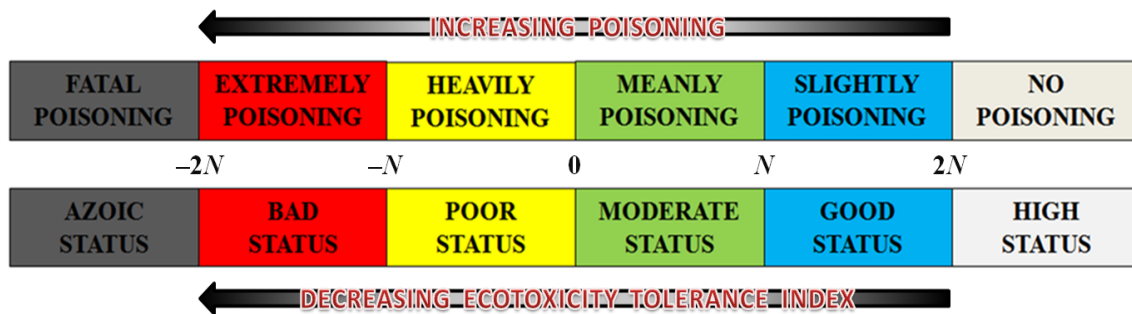 INCREASING POISONING
FATAL EXTREMELY HEAVILY MEANLY SLIGHTLY NO
POISONING POISONING POISONING POISONING POISONING POISONING
–2N –N 0 N 2N
AZOIC BAD POOR MODERATE GOOD HIGH
STATUS STATUS STATUS STATUS STATUS STATUS
DECREASING ECOTOXICITY TOLERANCE INDEX